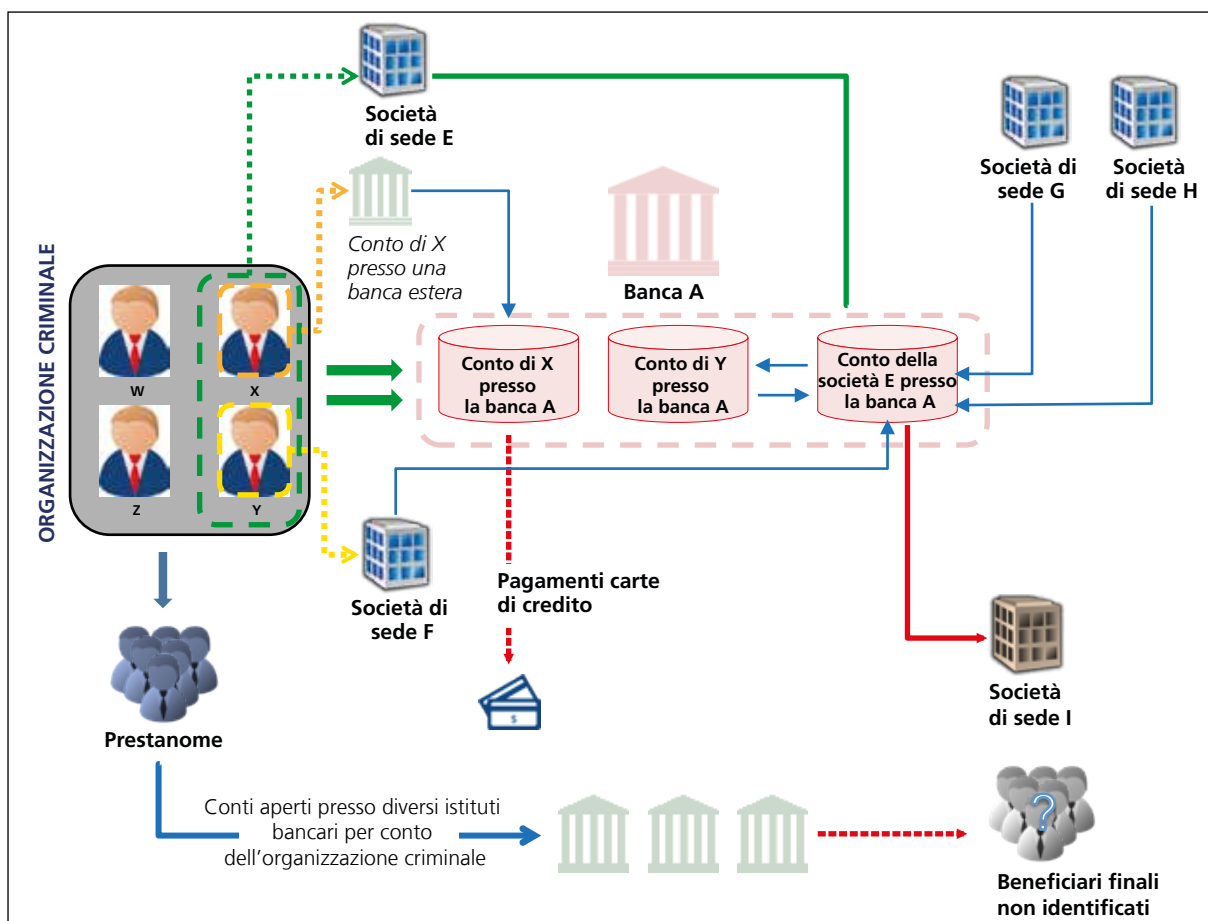 ORGANIZZAZIONE CRIMINALE
Società
di sede E
Società di
sede G
Società
di sede H
Conto di X
presso una
banca estera
Banca A
W
X
Z
Y
Conto di X
presso
la banca A
Conto di Y
presso
la banca A
Conto della
società E presso
la banca A
Società di
sede F
Pagamenti carte
di credito
$
Società
di sede I
Prestanome
Conti aperti presso diversi istituti
bancari per conto
dell’organizzazione criminale
?
Beneficiari finali
non identificati